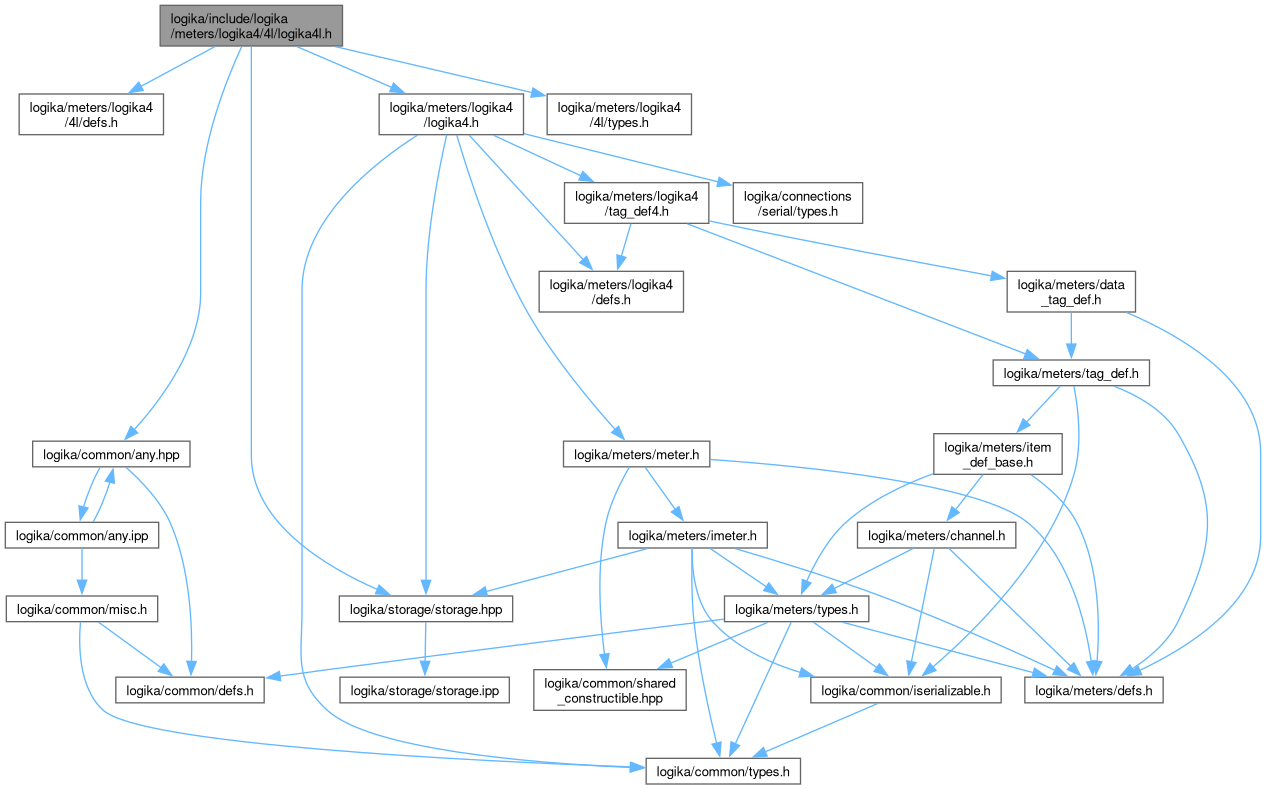 logika/include/logika
/meters/logika4/4l/logika4l.h
logika/meters/logika4
/4l/defs.h
logika/meters/logika4
/logika4.h
logika/meters/logika4
/4l/types.h
logika/meters/logika4
/tag_def4.h
logika/connections
/serial/types.h
logika/meters/logika4
/defs.h
logika/meters/data
_tag_def.h
logika/meters/tag_def.h
logika/common/any.hpp
logika/meters/meter.h
logika/meters/item
_def_base.h
logika/common/any.ipp
logika/meters/imeter.h
logika/meters/channel.h
logika/common/misc.h
logika/storage/storage.hpp
logika/meters/types.h
logika/common/defs.h
logika/storage/storage.ipp
logika/common/shared
_constructible.hpp
logika/common/iserializable.h
logika/meters/defs.h
logika/common/types.h